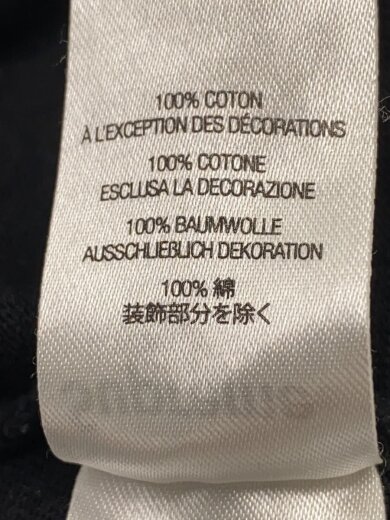 100% COTON
À L'EXCEPTION DES DÉCORATIONS
100% COTONE
ESCLUSA LA DECORAZIONE
100% BAUMWOLLE
AUSSCHLIEßLICH DEKORATION
100% 綿
装飾部分を除く